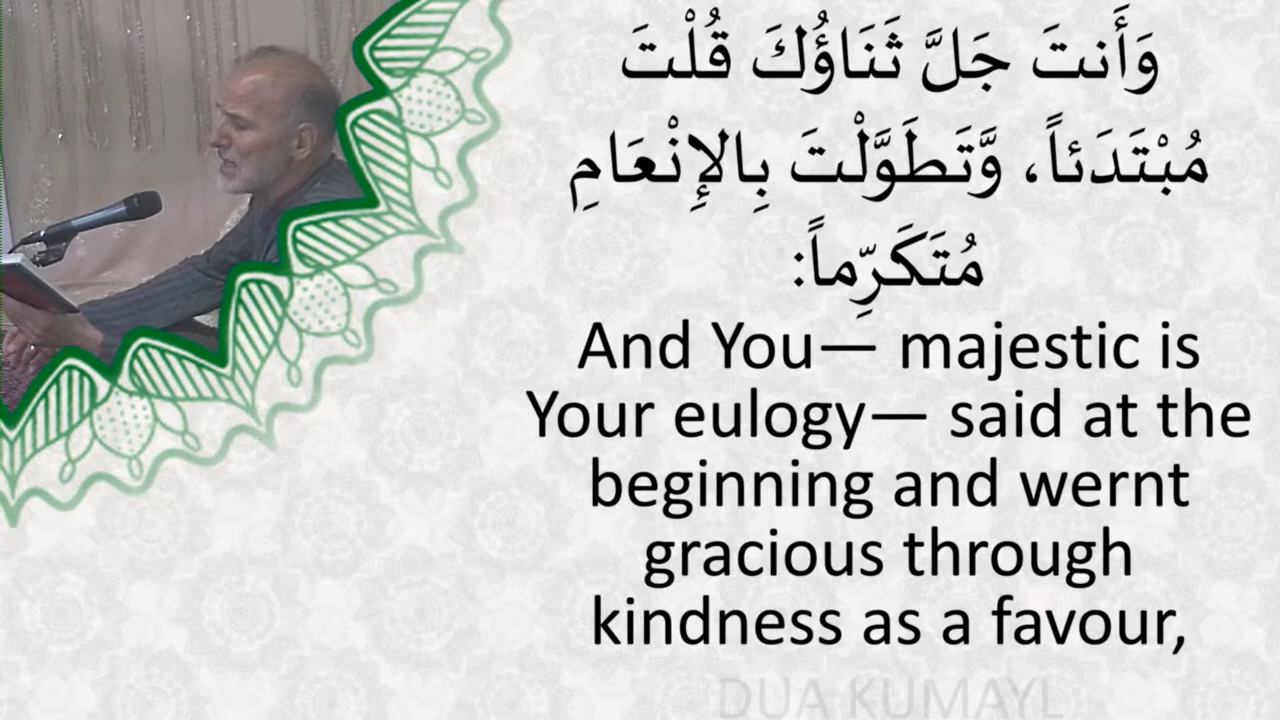 وَأَنتَ جَلَّ ثَنَاؤُكَ قُلْتَ
مُبْتَدَئاً، وَّتَطَوَّلْتَ بِالإِنْعَامِ
مُتَكَرِّماً:
And You— majestic is
Your eulogy— said at the
beginning and wernt
gracious through
kindness as a favour,
DUA KUMAYL